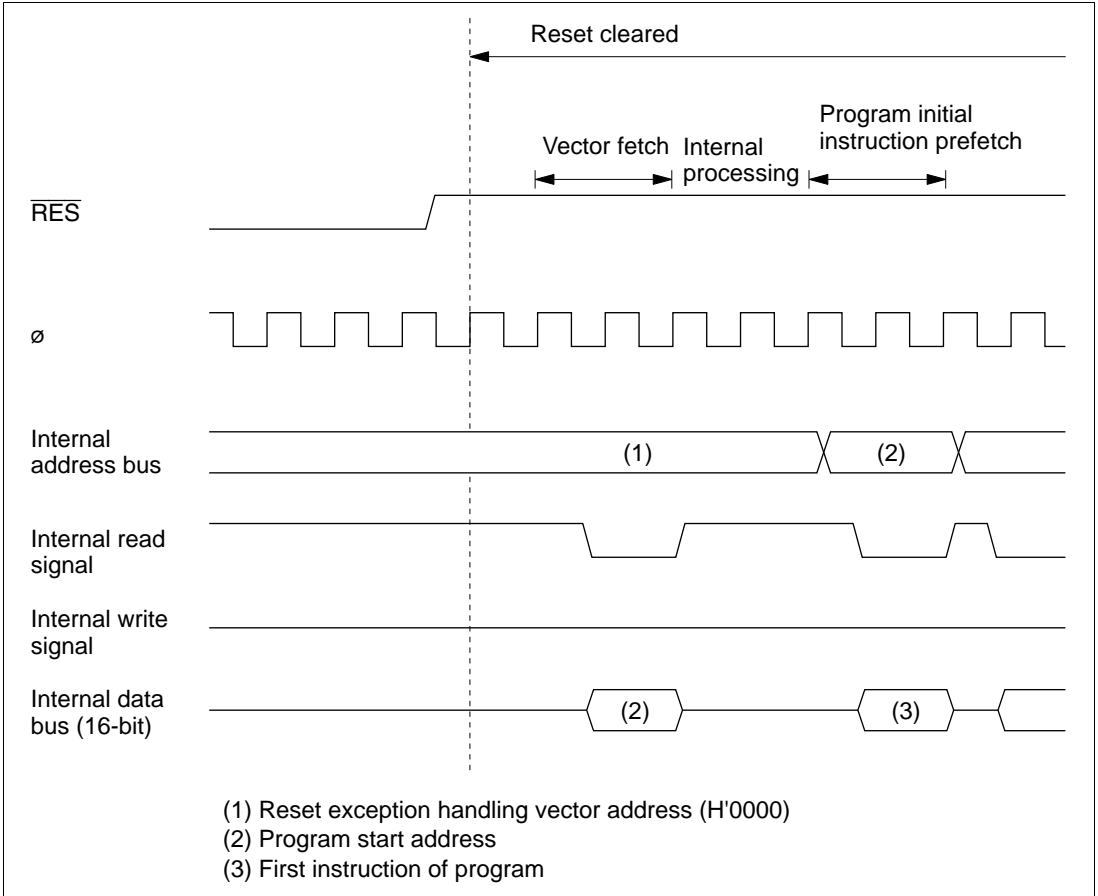 Reset cleared
Program initial
instruction prefetch
Vector fetch
Internal
processing
RES
ø
Internal
address bus
(1)
(2)
Internal read
signal
Internal write
signal
Internal data
bus (16-bit)
(2)
(3)
(1) Reset exception handling vector address (H'0000)
(2) Program start address
(3) First instruction of program